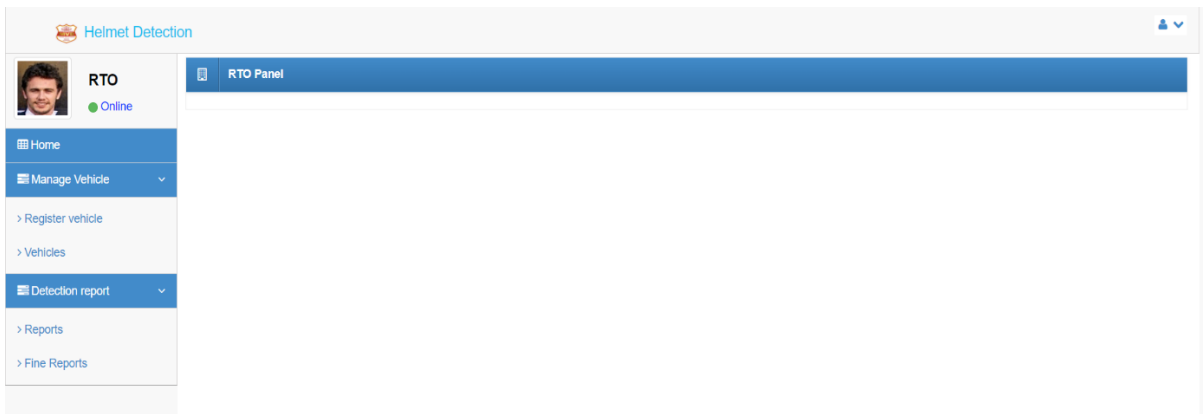 Helmet Detection
RTO
Online
RTO Panel
Home
Manage Vehicle
Register vehicle
Vehicles
Detection report
Reports
Fine Reports